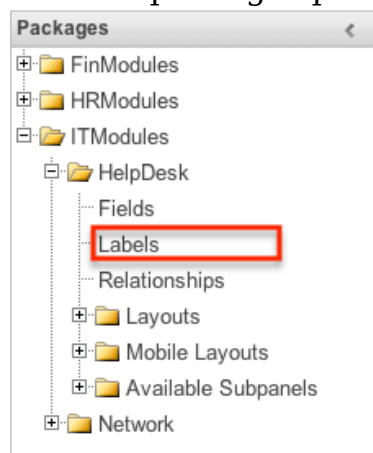 Packages
FinModules
HRModules
ITModules
HelpDesk
Fields
Labels
Relationships
Layouts
Mobile Layouts
Available Subpanels
Network